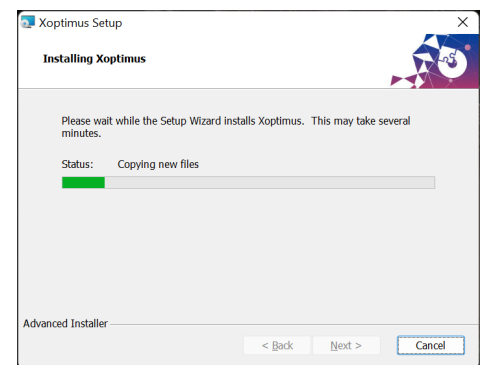 Xoptimus Setup
Installing Xoptimus
Please wait while the Setup Wizard installs Xoptimus. This may take several
minutes.
Status: Copying new files
Advanced Installer
< Back Next > Cancel